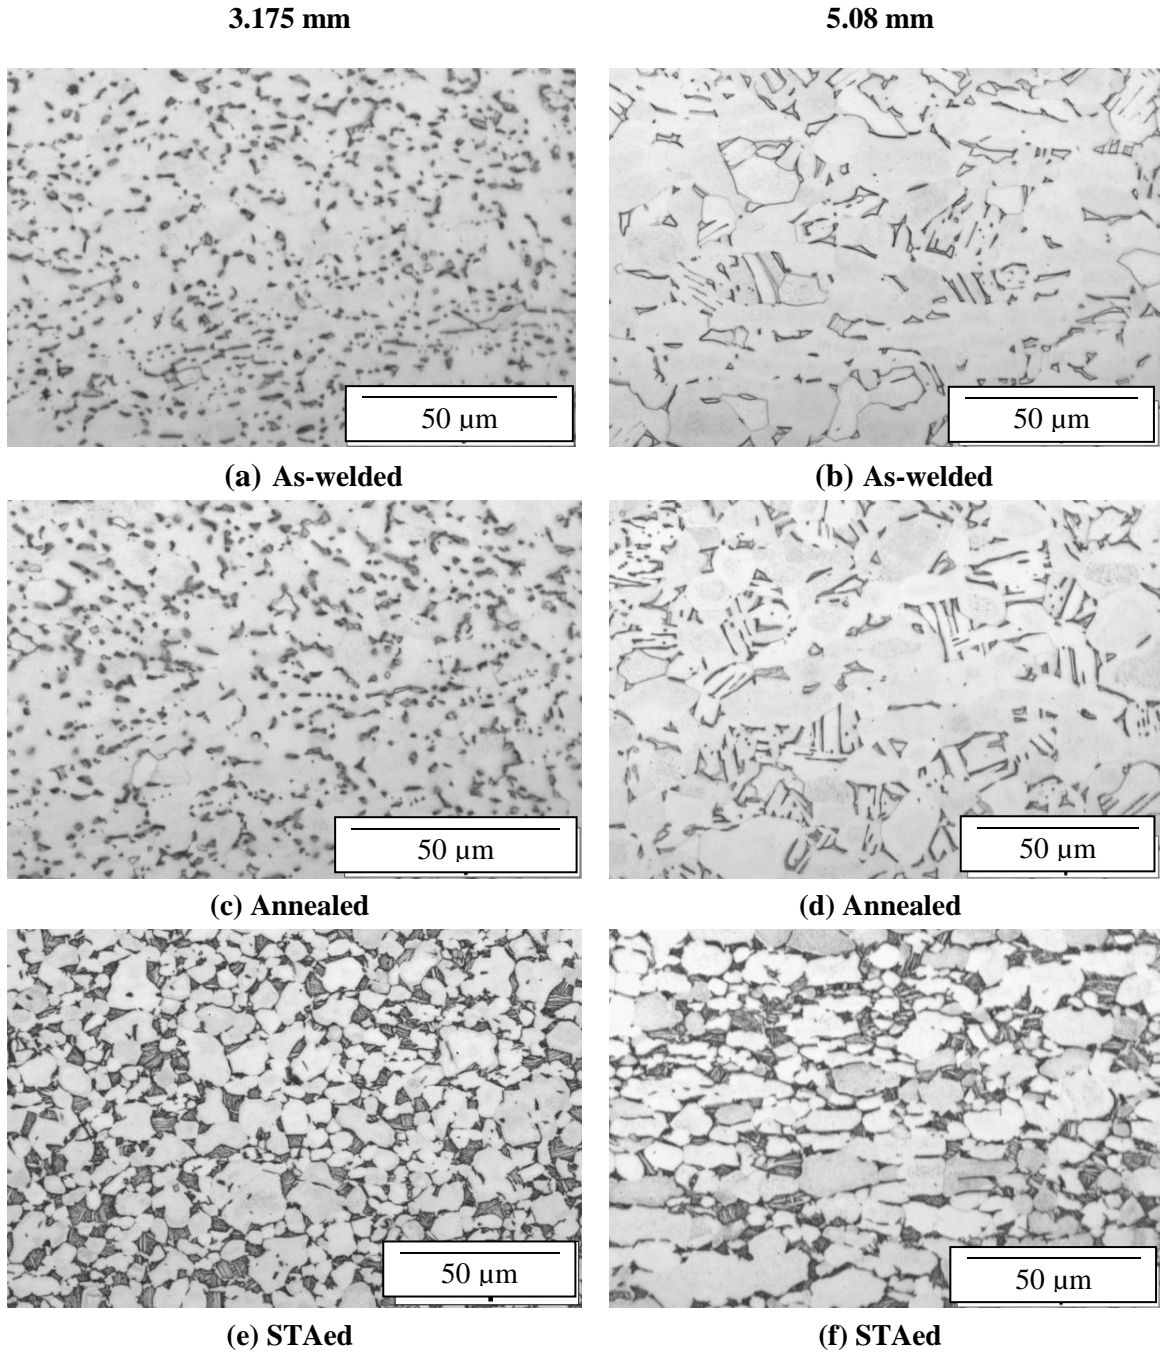 3.175 mm 5.08 mm
50 µm 50 µm
(a) As-welded (b) As-welded
50 µm 50 µm
(c) Annealed (d) Annealed
50 µm 50 µm
(e) STAed (f) STAed